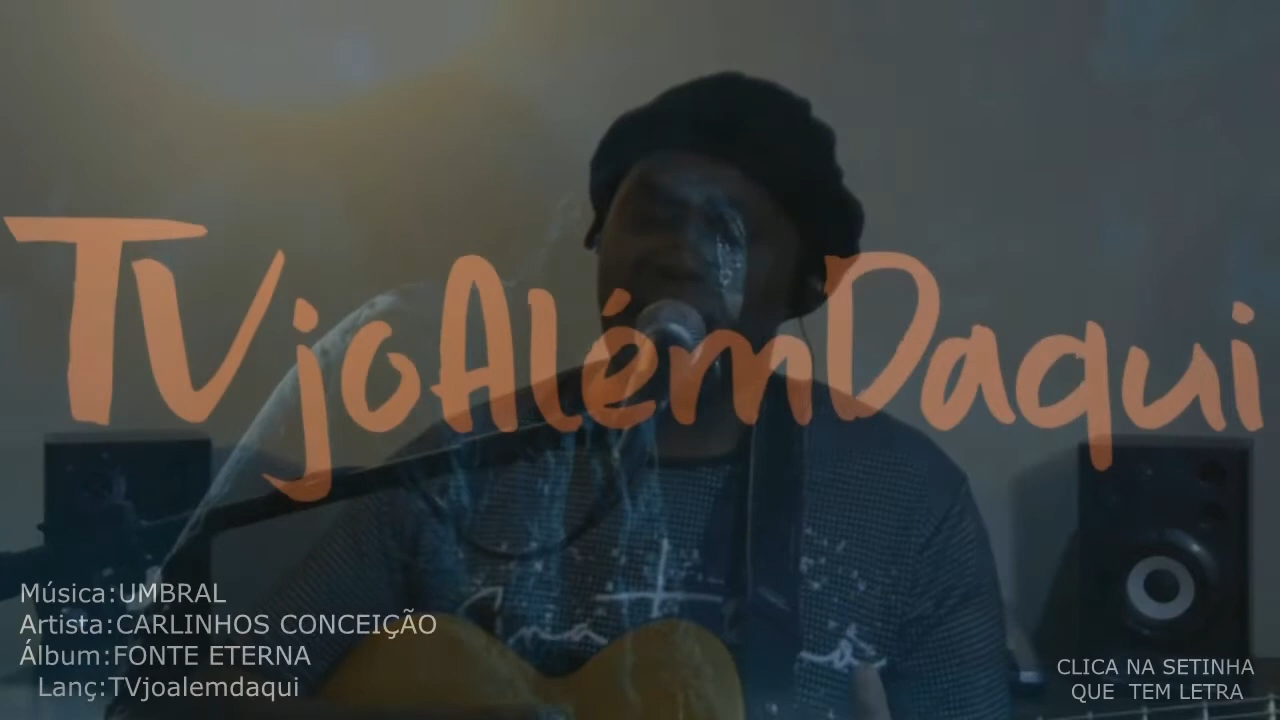 TVjoAlémDaqui
Música:UMBRAL
Artista:CARLINHOS CONCEIÇÃO
Álbum:FONTE ETERNA
Lanç:TVjoalemdaqui
CLICA NA SETINHA
QUE TEM LETRA